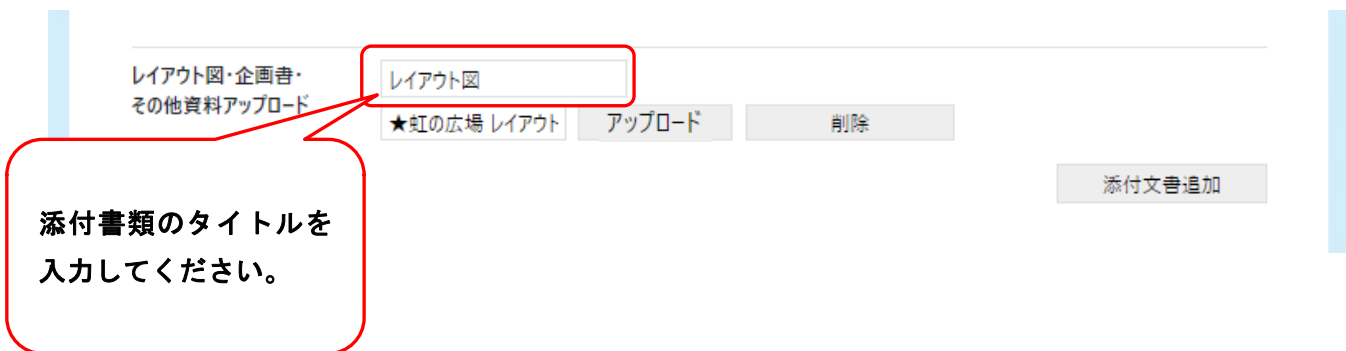 レイアウト図・企画書・
その他資料アップロード
レイアウト図
★虹の広場 レイアウト
アップロード
削除
添付文書追加
添付書類のタイトルを
入力してください。